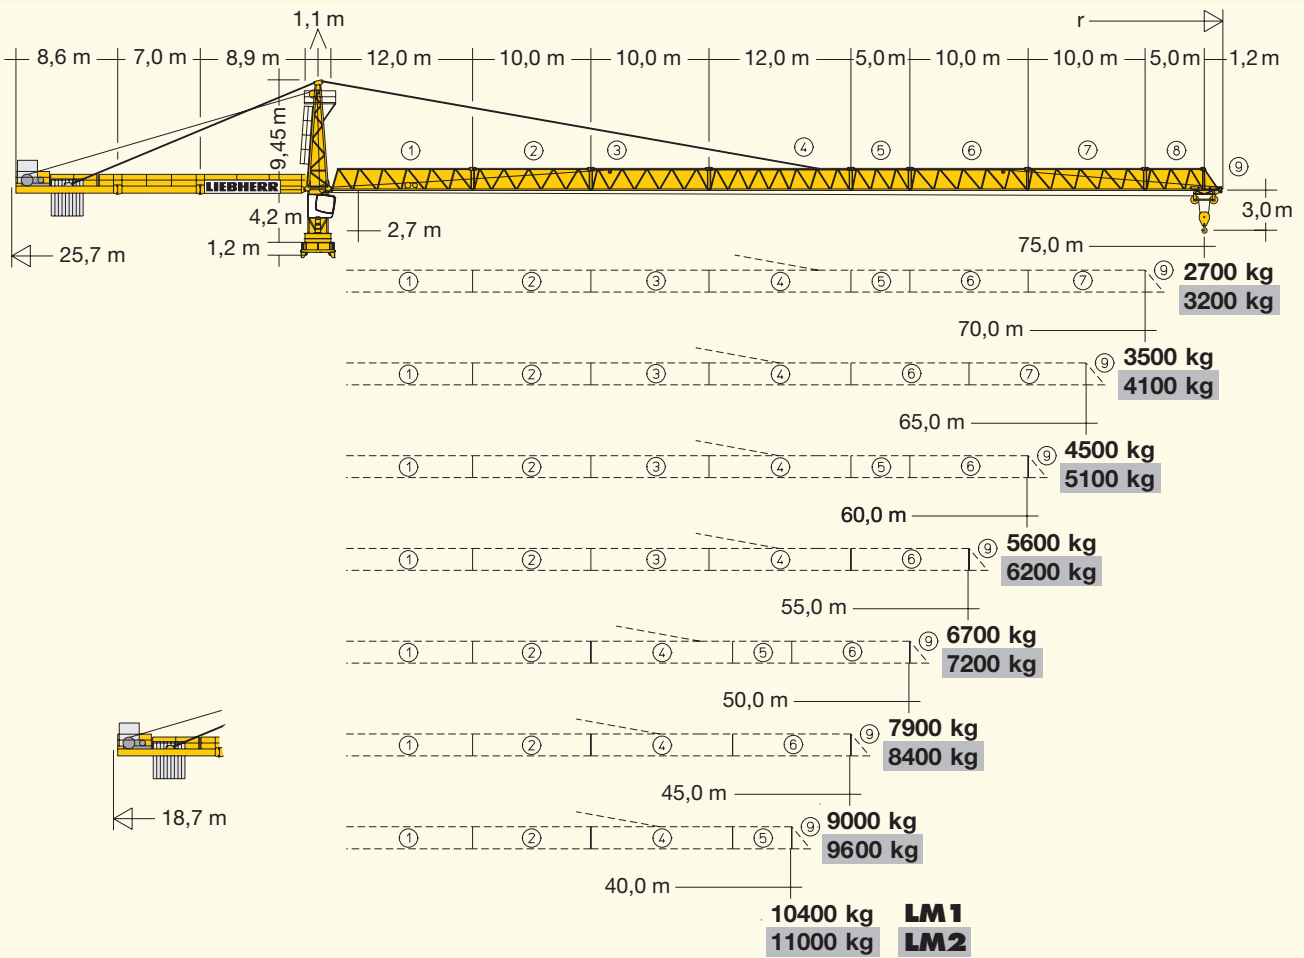 1,1 m
r
8,6 m 7,0 m 8,9 m 12,0 m 10,0 m 10,0 m 12,0 m 5,0 m 10,0 m 10,0 m 5,0 m 1,2 m
9,45 m
1 2 3 4 5 6 7 8 9
LIEBHERR
4,2 m
2,7 m
3,0 m
1,2 m
25,7 m
75,0 m
1 2 3 4 5 6 7 9 2700 kg
3200 kg
70,0 m
1 2 3 4 6 7 9 3500 kg
4100 kg
65,0 m
1 2 3 4 5 6 9 4500 kg
5100 kg
60,0 m
1 2 3 4 6 9 5600 kg
6200 kg
55,0 m
1 2 4 5 6 9 6700 kg
7200 kg
50,0 m
1 2 4 6 9 7900 kg
8400 kg
45,0 m
18,7 m
1 2 4 5 9 9000 kg
9600 kg
40,0 m
10400 kg LM1
11000 kg LM2